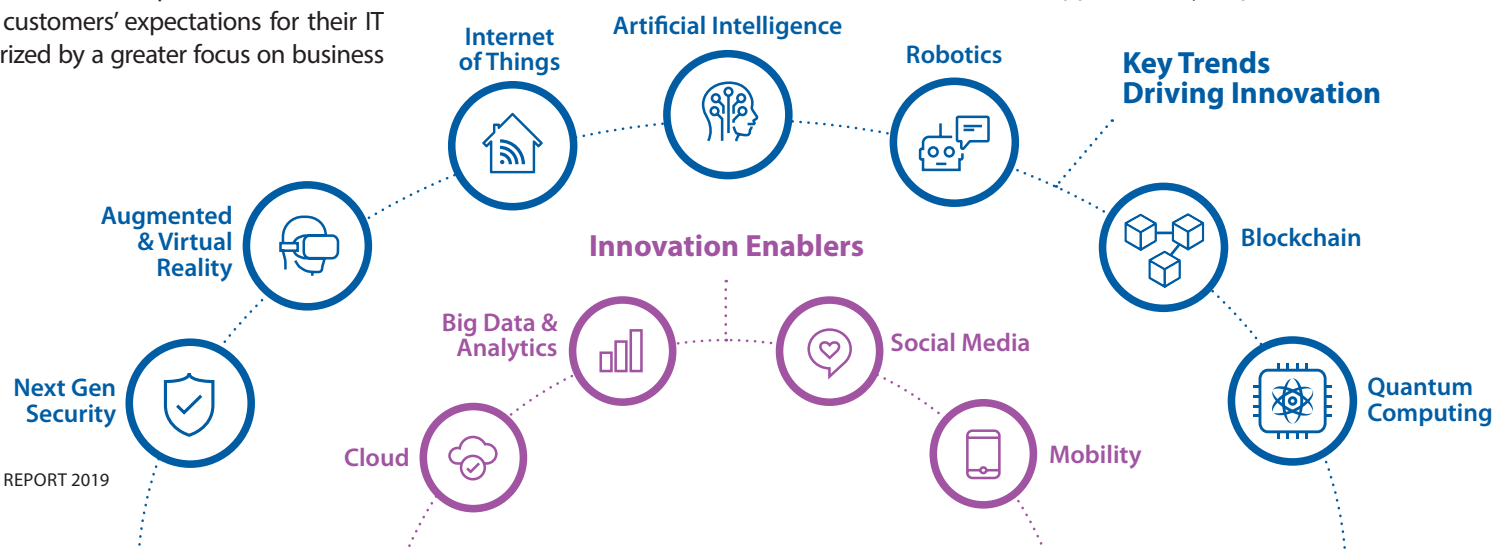 customers’ expectations for their IT
rized by a greater focus on business
Internet
of Things
Artificial Intelligence
Robotics
Key Trends
Driving Innovation
Augmented
& Virtual
Reality
Innovation Enablers
Blockchain
Big Data &
Analytics
Social Media
Next Gen
Security
Quantum
Computing
Cloud
Mobility
REPORT 2019